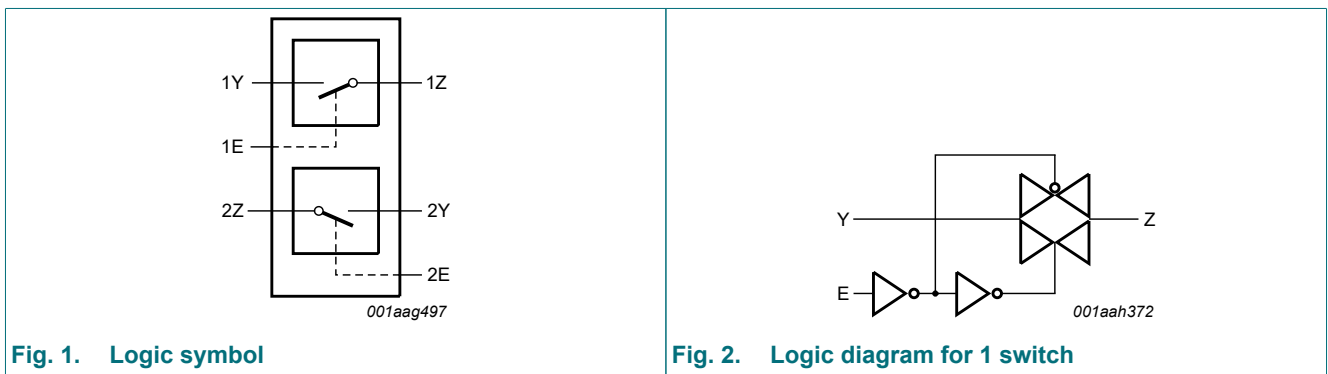 1Y
1Z
1E
2Z
2Y
2E
001aag497
Fig. 1. Logic symbol
Y
Z
E
001aah372
Fig. 2. Logic diagram for 1 switch